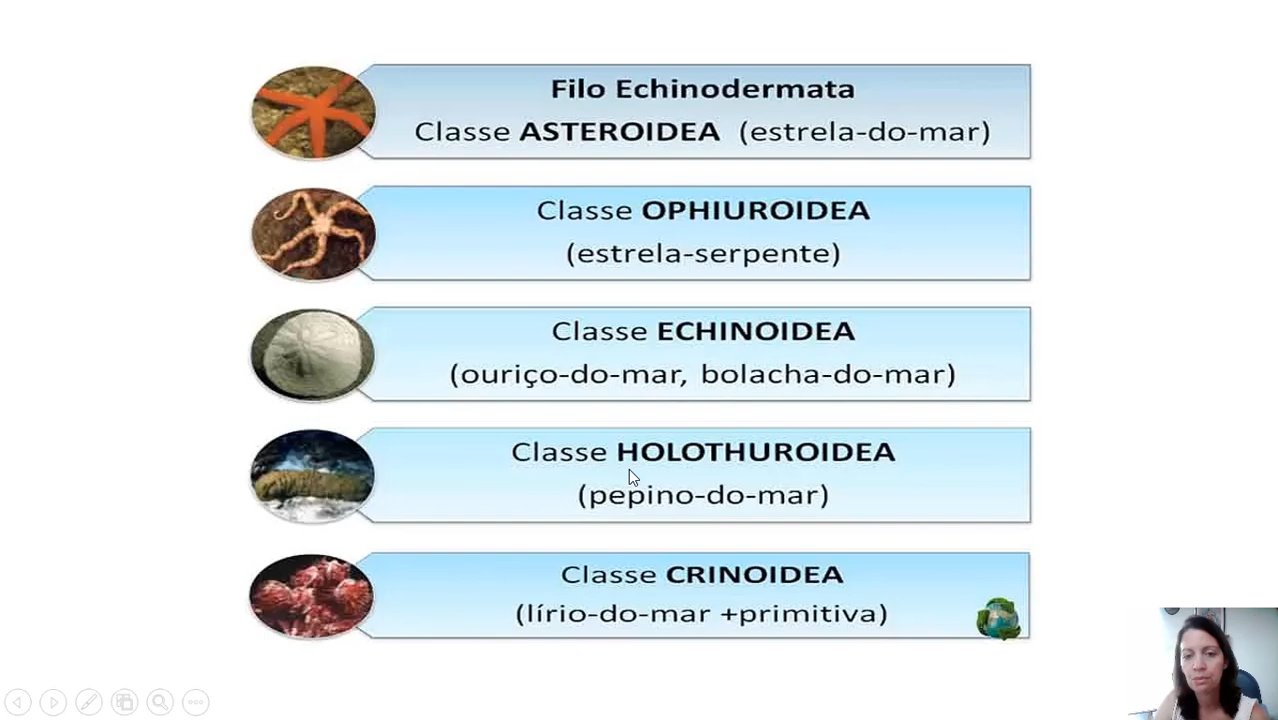 Filo Echinodermata
Classe ASTEROIDEA (estrela-do-mar)
Classe OPHIUROIDEA
(estrela-serpente)
Classe ECHINOIDEA
(ouriço-do-mar, bolacha-do-mar)
Classe HOLOTHUROIDEA
(pepino-do-mar)
Classe CRINOIDEA
(lírio-do-mar +primitiva)